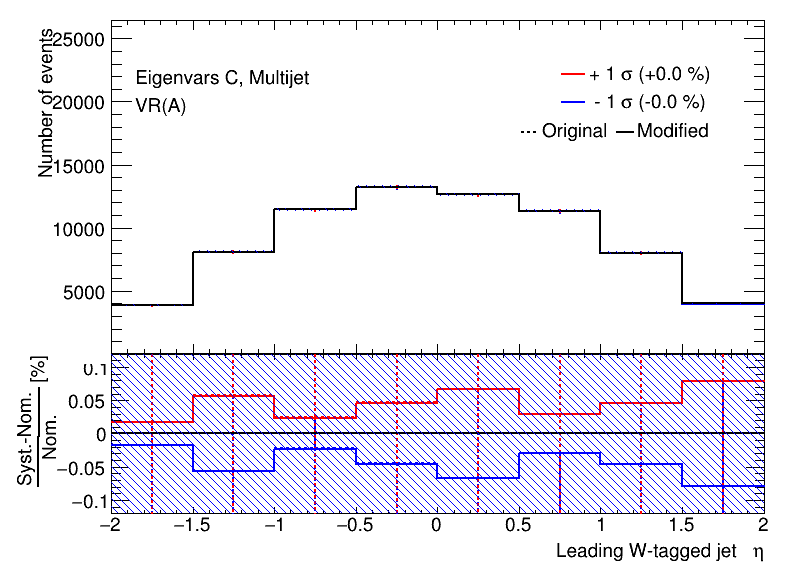 Number of events
25000
20000
15000
10000
5000
Eigenvars C, Multijet
VR(A)
+ 1 σ (+0.0 %)
- 1 σ (-0.0 %)
Original
Modified
Syst.-Nom.
Nom.
[%]
0.1
0.05
0
−0.05
−0.1
−2 −1.5 −1 −0.5 0 0.5 1 1.5 2
Leading W-tagged jet η